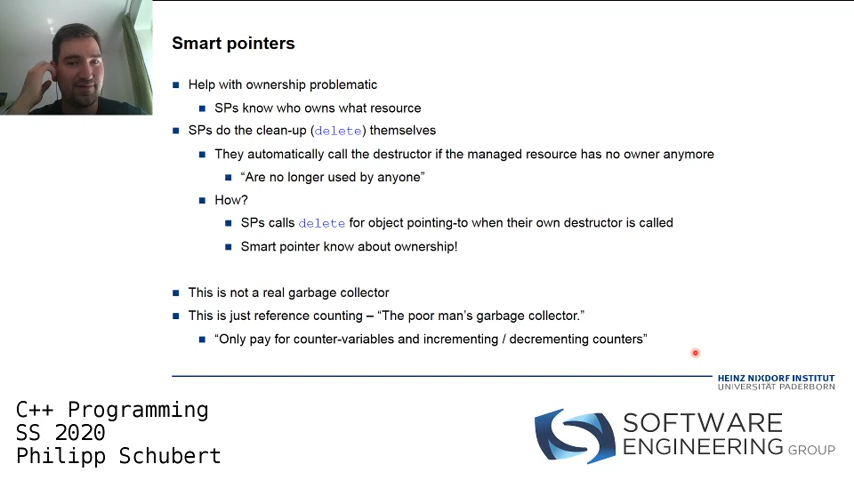 Smart pointers
Help with ownership problematic
SPs know who owns what resource
SPs do the clean-up (delete) themselves
They automatically call the destructor if the managed resource has no owner anymore
“Are no longer used by anyone”
How?
SPs calls delete for object pointing-to when their own destructor is called
Smart pointer know about ownership!
This is not a real garbage collector
This is just reference counting – “The poor man’s garbage collector.”
“Only pay for counter-variables and incrementing / decrementing counters”
HEINZ NIXDORF INSTITUT
UNIVERSITÄT PADERBORN
C++ Programming
SS 2020
Philipp Schubert
SOFTWARE
ENGINEERING GROUP